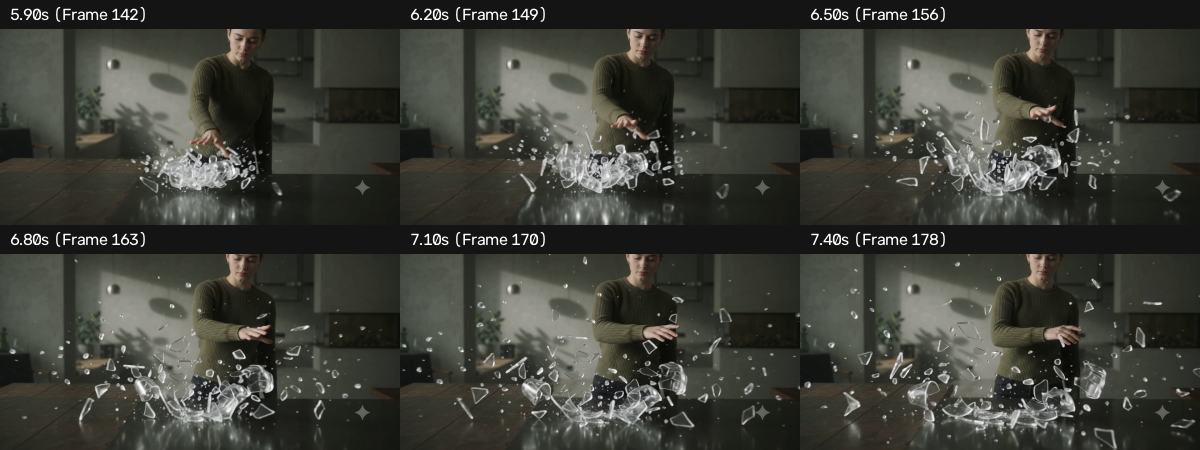 5.90s (Frame 142)
6.20s (Frame 149)
6.50s (Frame 156)
6.80s (Frame 163)
7.10s (Frame 170)
7.40s (Frame 178)